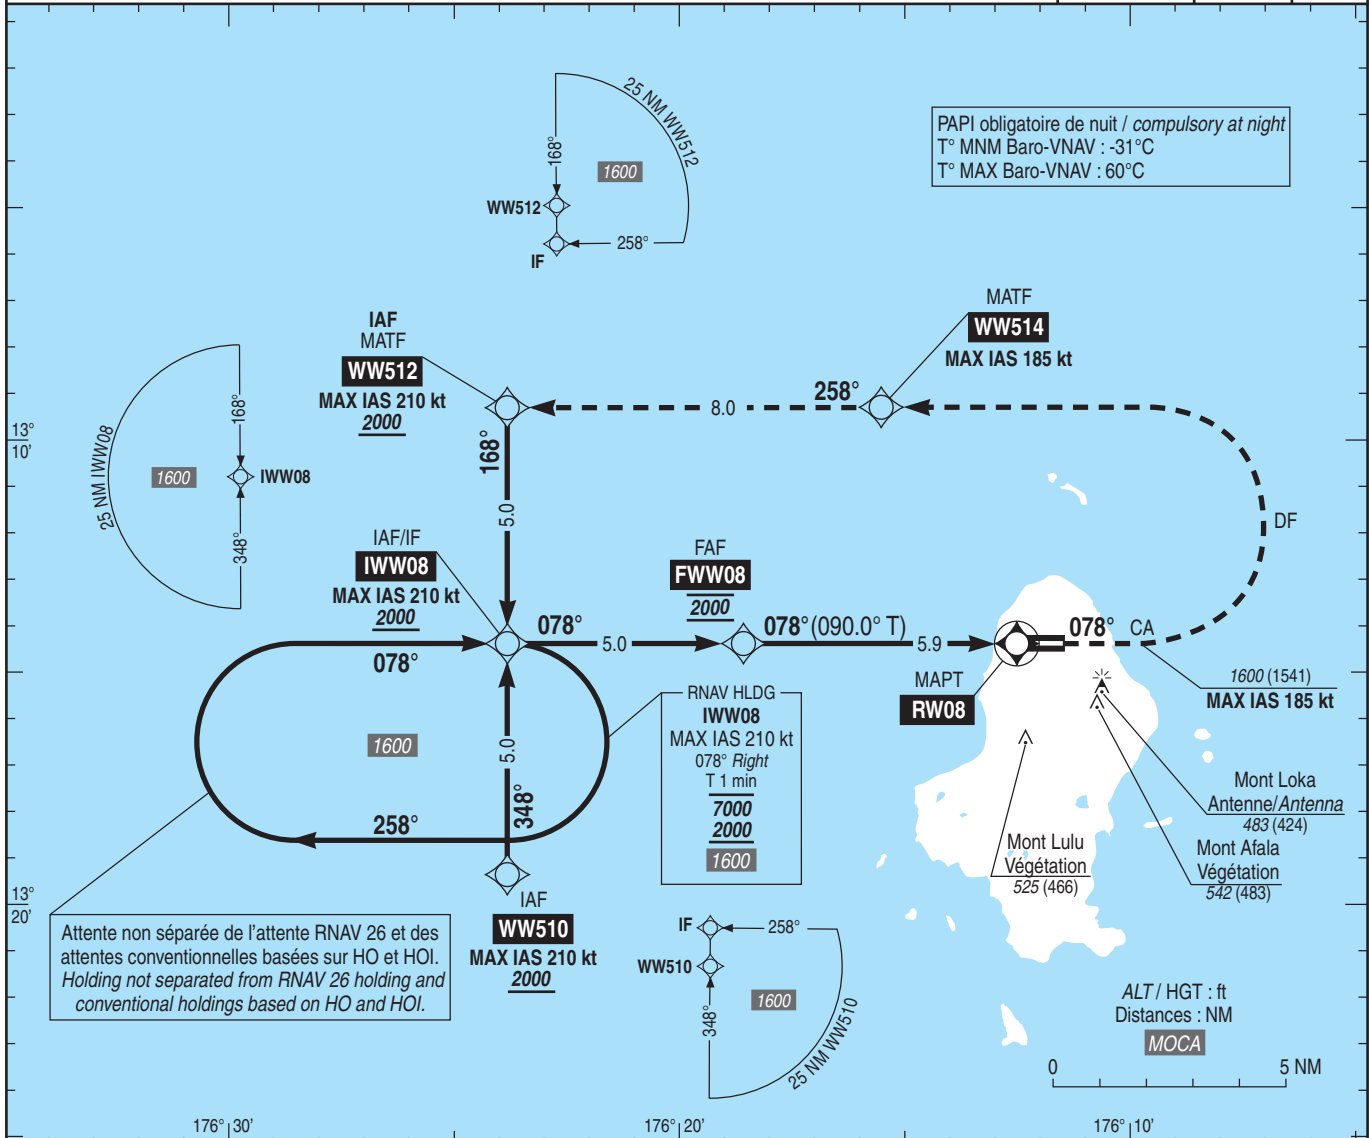 25 NM WW512
168°
1600
WW512
258°
IF
PAPI obligatoire de nuit / compulsory at night
T° MNM Baro-VNAV : -31°C
T° MAX Baro-VNAV : 60°C
IAF
MATF
WW512
MAX IAS 210 kt
2000
MATF
WW514
MAX IAS 185 kt
258°
8.0
13°
10'
25 NM IWW08
168°
1600
IWW08
348°
168°
5.0
DF
IAF/IF
IWW08
MAX IAS 210 kt
2000
FAF
FWW08
2000
078°
5.0
078° (090.0° T)
5.9
078°
CA
078°
MAPT
RW08
1600 (1541)
MAX IAS 185 kt
RNAV HLDG
IWW08
MAX IAS 210 kt
078° Right
T 1 min
7000
2000
1600
1600
5.0
348°
258°
Mont Loka
Antenne/Antenna
483 (424)
Mont Lulu
Végétation
525 (466)
Mont Afala
Végétation
542 (483)
13°
20'
IAF
WW510
MAX IAS 210 kt
2000
Attente non séparée de l'attente RNAV 26 et des
attentes conventionnelles basées sur HO et HOI.
Holding not separated from RNAV 26 holding and
conventional holdings based on HO and HOI.
IF
258°
WW510
1600
348°
25 NM WW510
ALT / HGT : ft
Distances : NM
MOCA
0
5 NM
176° 30'
176° 20'
176° 10'